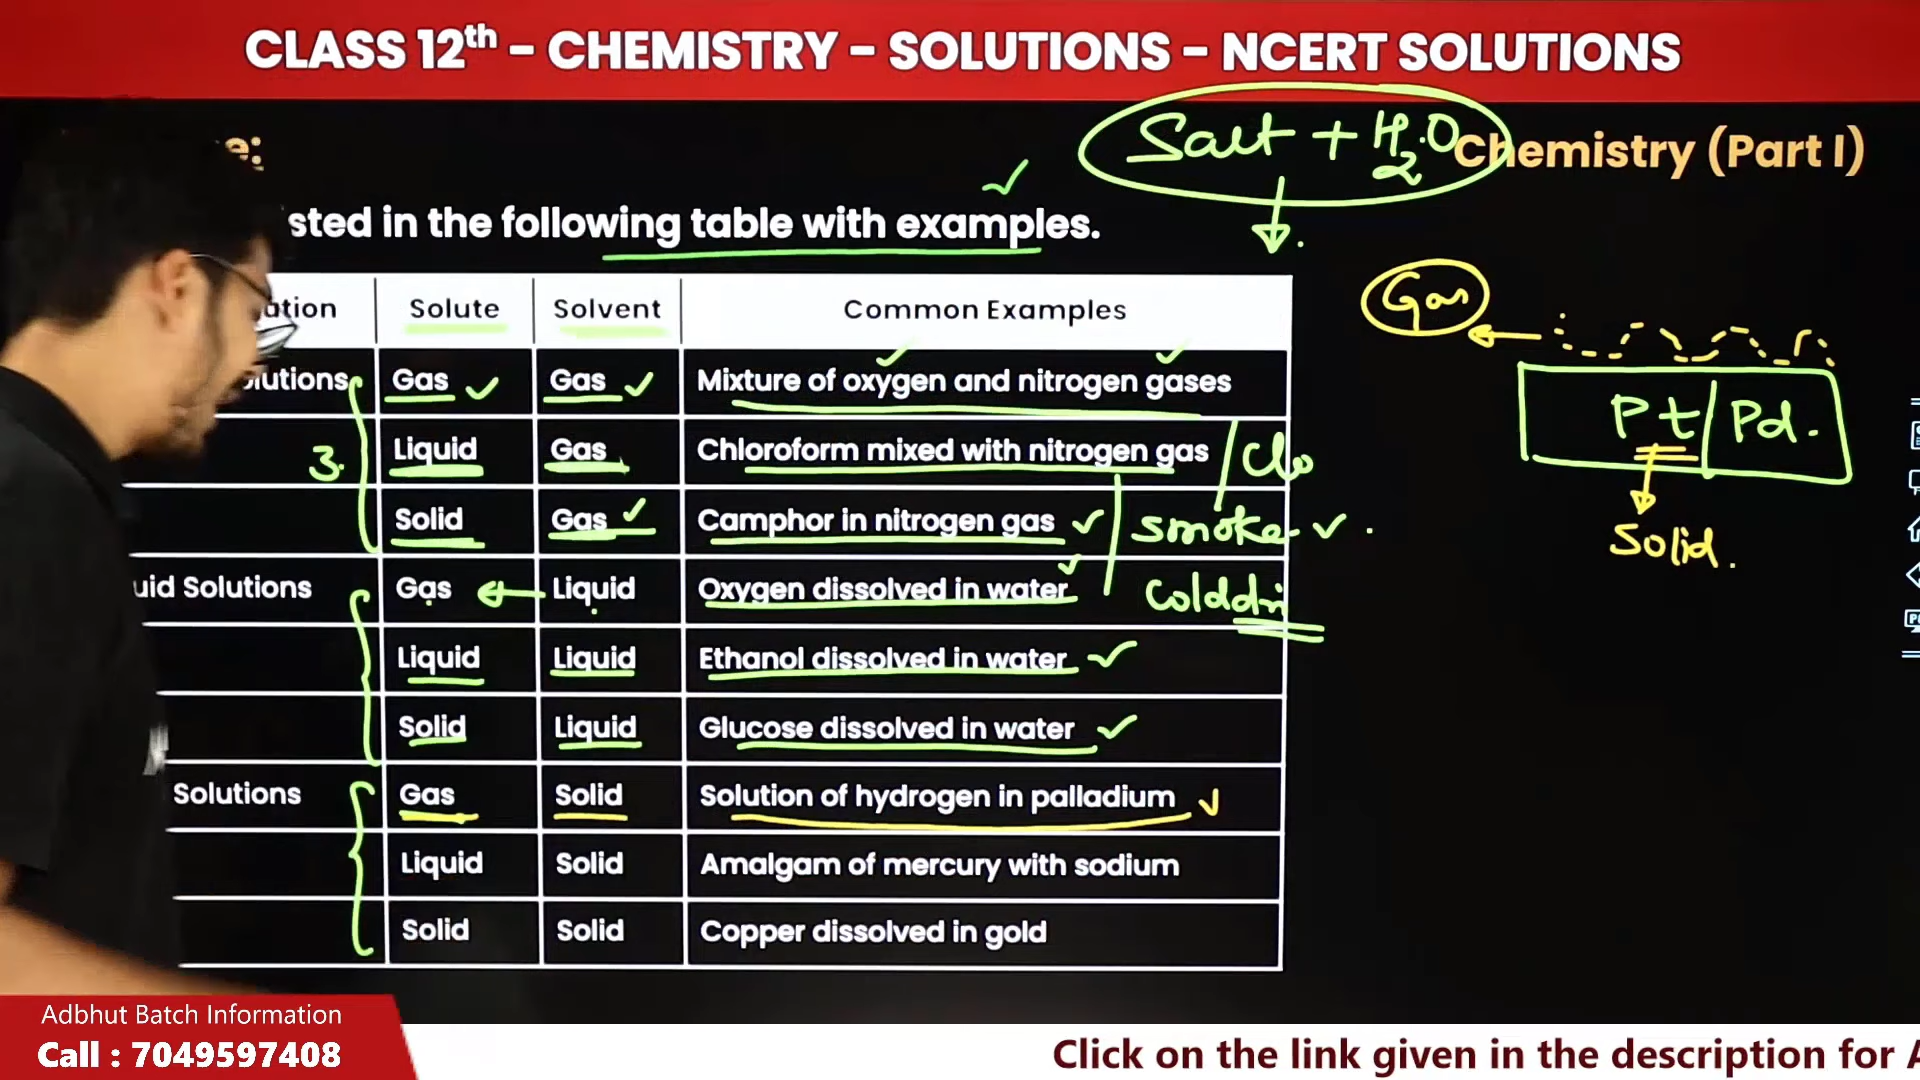 CLASS 12th – CHEMISTRY – SOLUTIONS – NCERT SOLUTIONS
Salt + H2O
Chemistry (Part I)
sted in the following table with examples.
Solute Solvent Common Examples
Gas Gas Mixture of oxygen and nitrogen gases
3. Liquid Gas Chloroform mixed with nitrogen gas
Solid Gas Camphor in nitrogen gas smoke
uid Solutions Gas Liquid Oxygen dissolved in water Colddri
Liquid Liquid Ethanol dissolved in water
Solid Liquid Glucose dissolved in water
Solutions Gas Solid Solution of hydrogen in palladium
Liquid Solid Amalgam of mercury with sodium
Solid Solid Copper dissolved in gold
Gas
Pt Pd.
Solid.
Adbhut Batch Information
Call : 7049597408
Click on the link given in the description for A